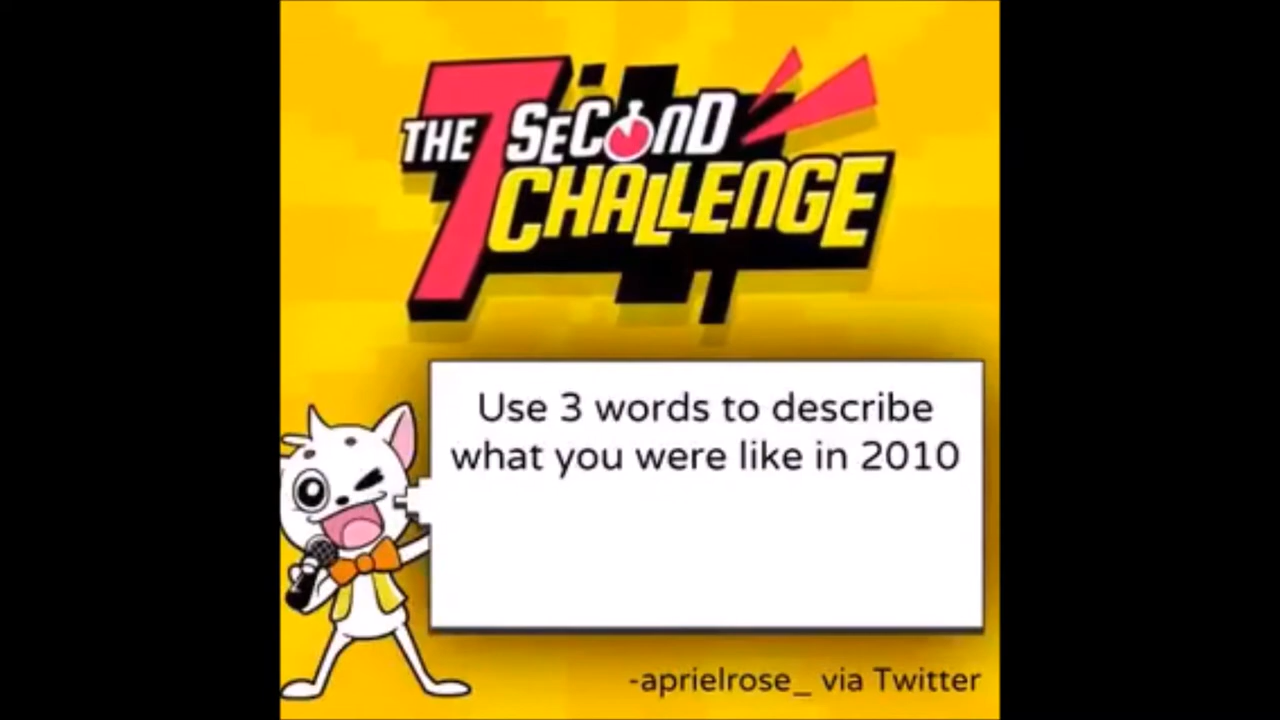 THE 7 SECOND
CHALLENGE
Use 3 words to describe
what you were like in 2010
-aprielrose_ via Twitter